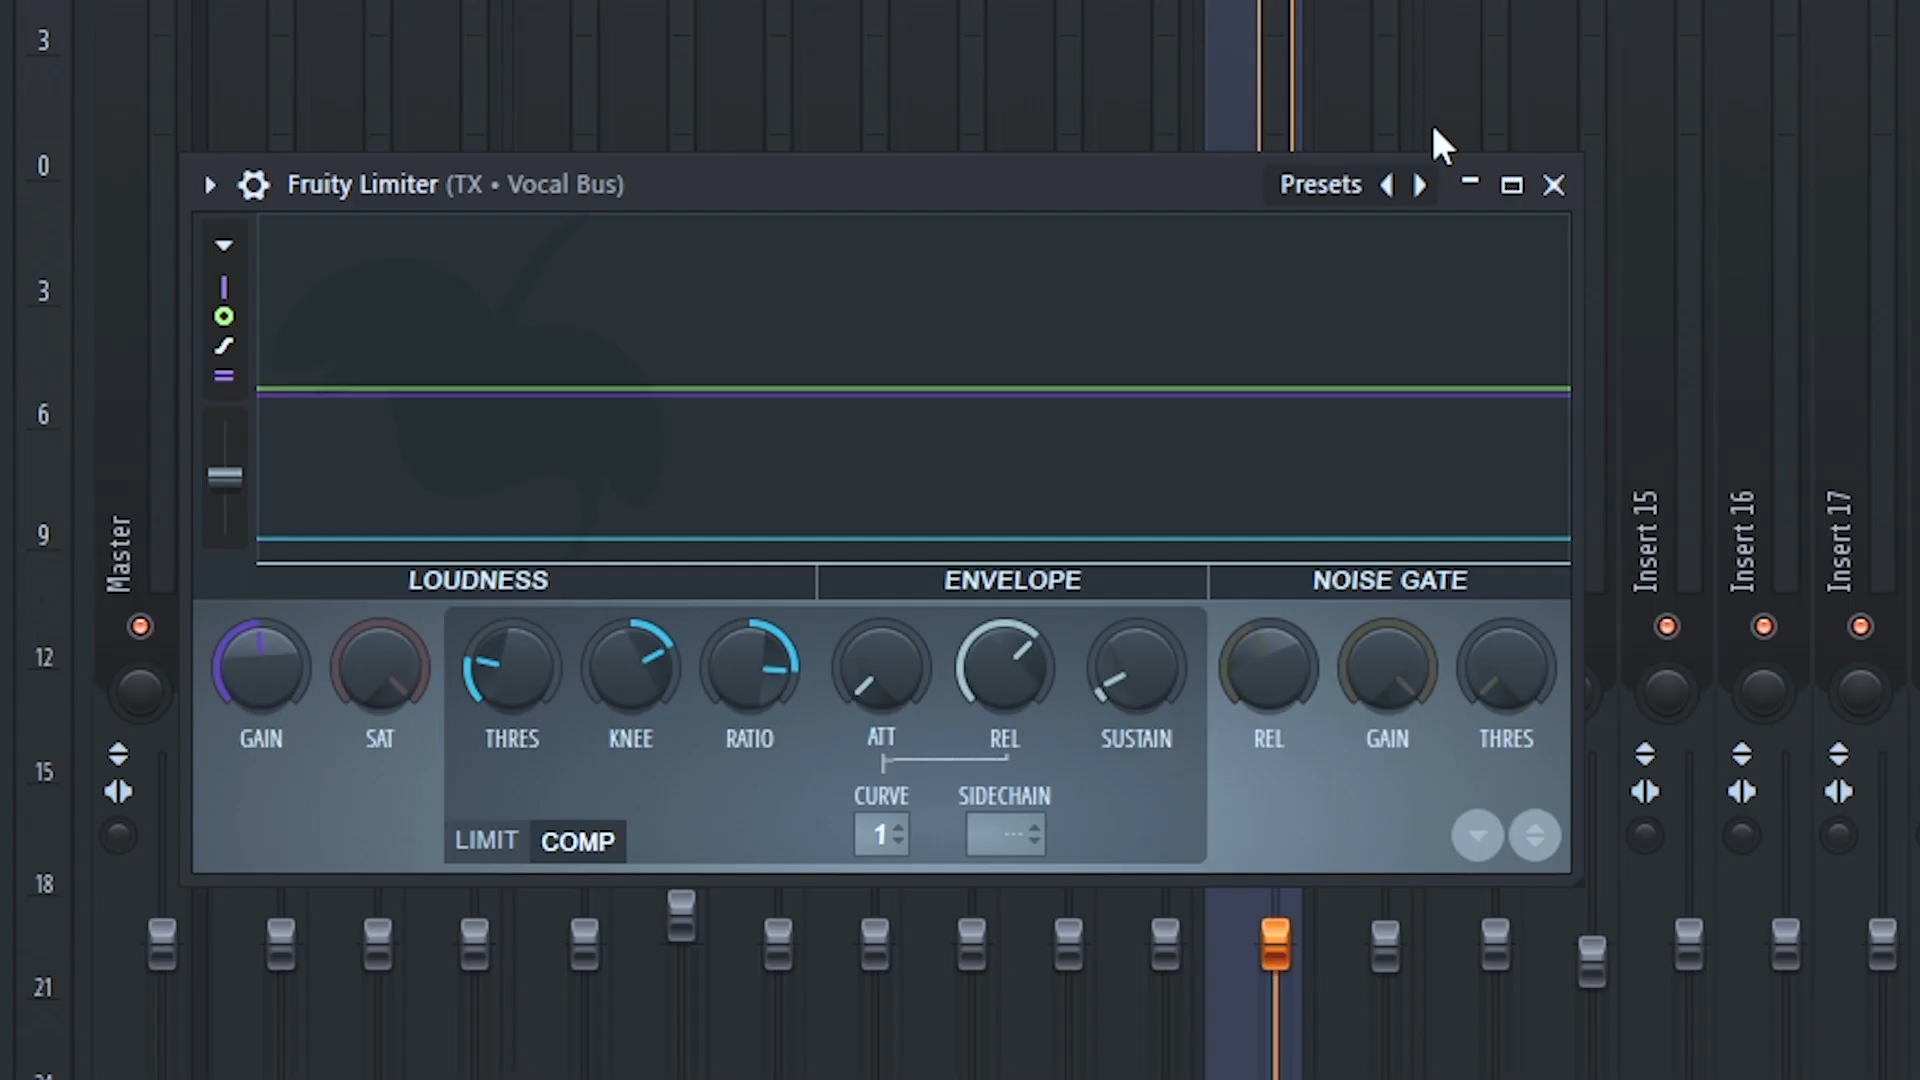 Fruity Limiter (TX • Vocal Bus)
Presets
LOUDNESS
ENVELOPE
NOISE GATE
GAIN
SAT
THRES
KNEE
RATIO
ATT
REL
SUSTAIN
REL
GAIN
THRES
CURVE
SIDECHAIN
LIMIT
COMP
1
---
3
0
3
6
9
12
15
18
21
Master
Insert 15
Insert 16
Insert 17